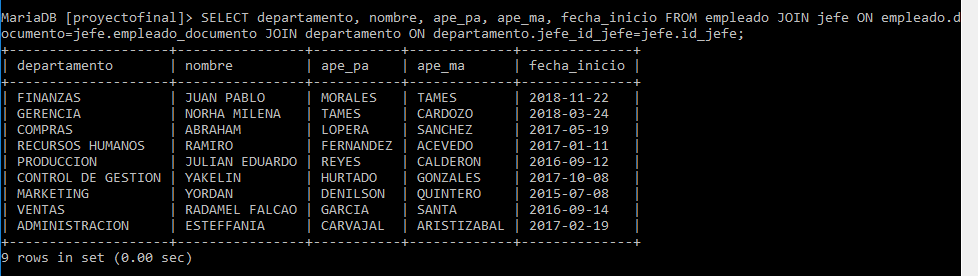 MariaDB [proyectofinal]> SELECT departamento, nombre, ape_pa, ape_ma, fecha_inicio FROM empleado JOIN jefe ON empleado.d
ocumento=jefe.empleado_documento JOIN departamento ON departamento.jefe_id_jefe=jefe.id_jefe;
+--------------------+----------------+-----------+-------------+--------------+
| departamento       | nombre         | ape_pa    | ape_ma      | fecha_inicio |
+--------------------+----------------+-----------+-------------+--------------+
| FINANZAS           | JUAN PABLO     | MORALES   | TAMES       | 2018-11-22   |
| GERENCIA           | NORHA MILENA   | TAMES     | CARDOZO     | 2018-03-24   |
| COMPRAS            | ABRAHAM        | LOPERA    | SANCHEZ     | 2017-05-19   |
| RECURSOS HUMANOS   | RAMIRO         | FERNANDEZ | ACEVEDO     | 2017-01-11   |
| PRODUCCION         | JULIAN EDUARDO | REYES     | CALDERON    | 2016-09-12   |
| CONTROL DE GESTION | YAKELIN        | HURTADO   | GONZALES    | 2017-10-08   |
| MARKETING          | YORDAN         | DENILSON  | QUINTERO    | 2015-07-08   |
| VENTAS             | RADAMEL FALCAO | GARCIA    | SANTA       | 2016-09-14   |
| ADMINISTRACION     | ESTEFFANIA     | CARVAJAL  | ARISTIZABAL | 2017-02-19   |
+--------------------+----------------+-----------+-------------+--------------+
9 rows in set (0.00 sec)